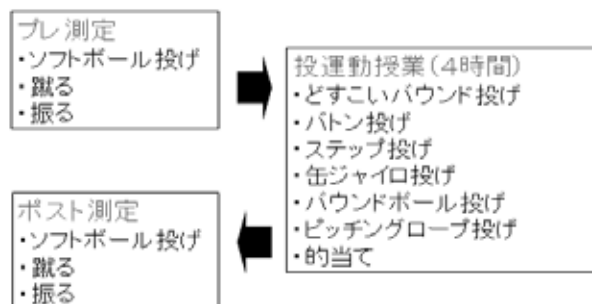 プレ測定
・ソフトボール投げ
・蹴る
・振る
投運動授業(4時間)
・どすこいバウンド投げ
・バトン投げ
・ステップ投げ
・缶ジャイロ投げ
・バウンドボール投げ
・ピッチングローブ投げ
・的当て
ポスト測定
・ソフトボール投げ
・蹴る
・振る